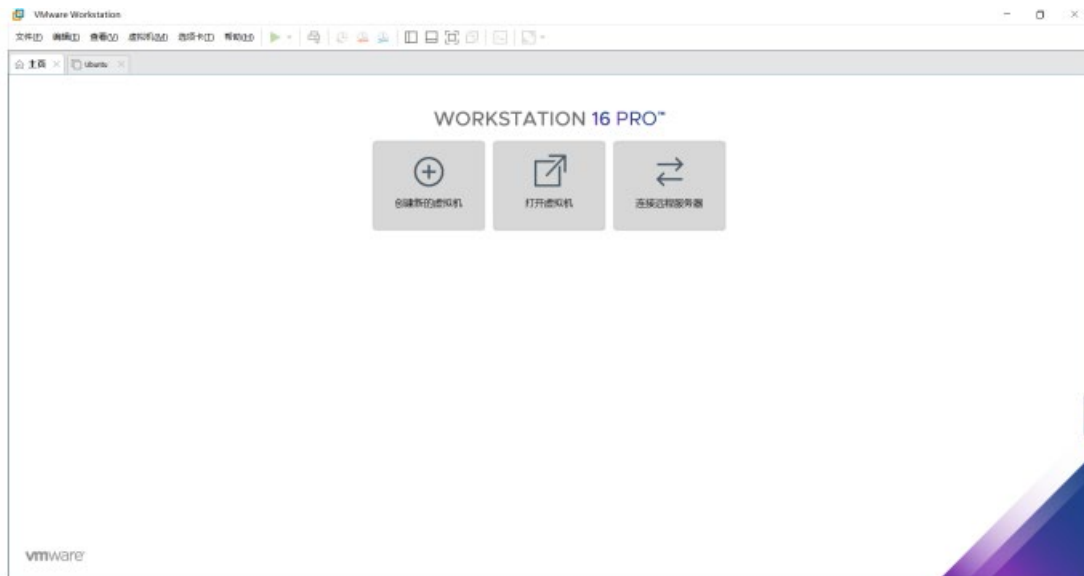 VMware Workstation
文件(F) 编辑(E) 查看(V) 虚拟机(M) 选项卡(T) 帮助(H)
主页 Ubuntu
WORKSTATION 16 PRO™
创建新的虚拟机 打开虚拟机 连接远程服务器
vmware